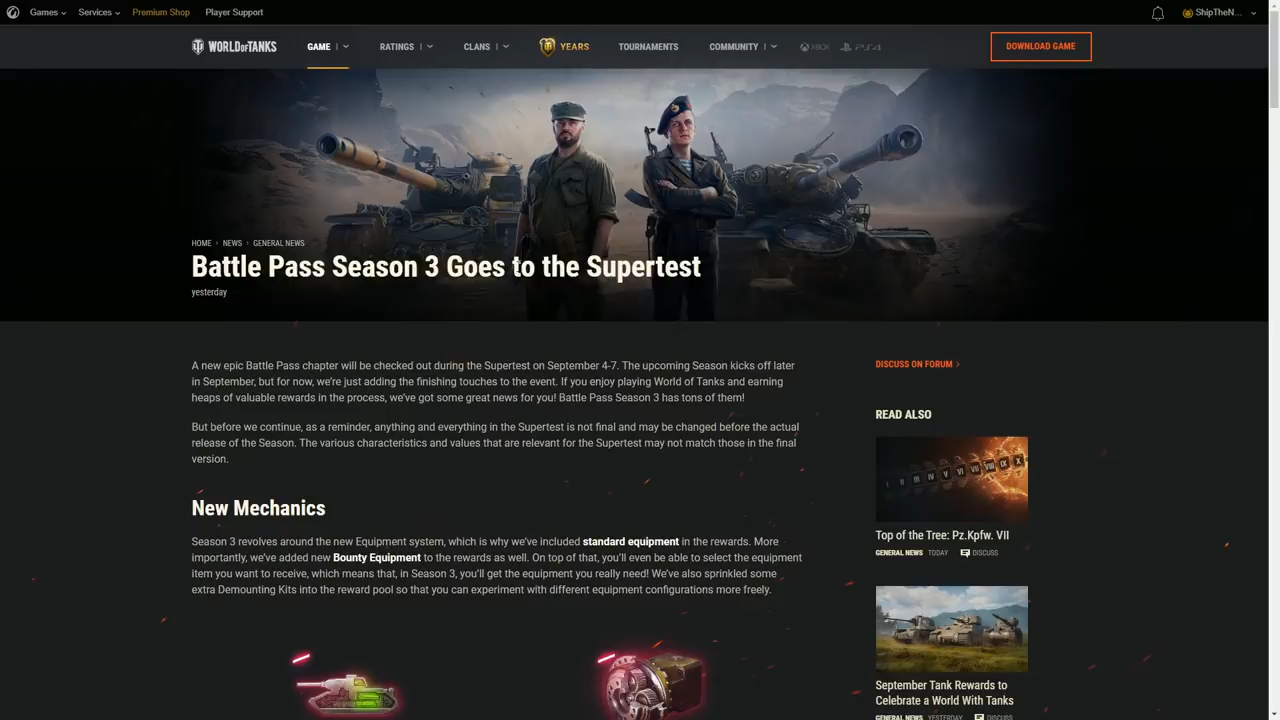 Games
Services
Premium Shop
Player Support
ShipTheN...
WORLD OF TANKS
GAME
RATINGS
CLANS
YEARS
TOURNAMENTS
COMMUNITY
XBOX
PS4
DOWNLOAD GAME
HOME › NEWS › GENERAL NEWS
Battle Pass Season 3 Goes to the Supertest
yesterday
A new epic Battle Pass chapter will be checked out during the Supertest on September 4-7. The upcoming Season kicks off later
in September, but for now, we're just adding the finishing touches to the event. If you enjoy playing World of Tanks and earning
heaps of valuable rewards in the process, we've got some great news for you! Battle Pass Season 3 has tons of them!
But before we continue, as a reminder, anything and everything in the Supertest is not final and may be changed before the actual
release of the Season. The various characteristics and values that are relevant for the Supertest may not match those in the final
version.
New Mechanics
Season 3 revolves around the new Equipment system, which is why we've included standard equipment in the rewards. More
importantly, we've added new Bounty Equipment to the rewards as well. On top of that, you'll even be able to select the equipment
item you want to receive, which means that, in Season 3, you'll get the equipment you really need! We've also sprinkled some
extra Demounting Kits into the reward pool so that you can experiment with different equipment configurations more freely.
DISCUSS ON FORUM ›
READ ALSO
I II III IV V VI VII VIII IX X
Top of the Tree: Pz.Kpfw. VII
GENERAL NEWS TODAY DISCUSS
September Tank Rewards to
Celebrate a World With Tanks
GENERAL NEWS YESTERDAY DISCUSS